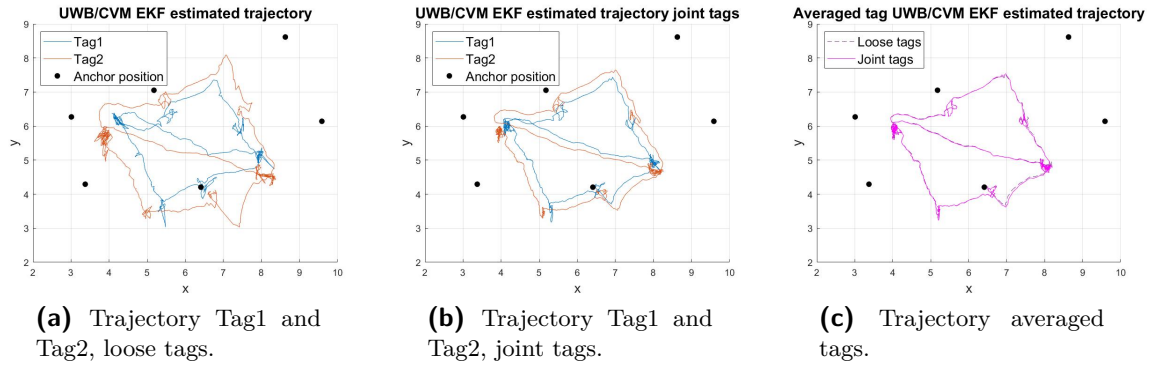 UWB/CVM EKF estimated trajectory
Tag1
Tag2
Anchor position
9
8
7
6
5
4
3
2
y
2 3 4 5 6 7 8 9 10
x
(a) Trajectory Tag1 and
Tag2, loose tags.
UWB/CVM EKF estimated trajectory joint tags
Tag1
Tag2
Anchor position
9
8
7
6
5
4
3
2
y
2 3 4 5 6 7 8 9 10
x
(b) Trajectory Tag1 and
Tag2, joint tags.
Averaged tag UWB/CVM EKF estimated trajectory
Loose tags
Joint tags
9
8
7
6
5
4
3
2
y
2 3 4 5 6 7 8 9 10
x
(c) Trajectory averaged
tags.